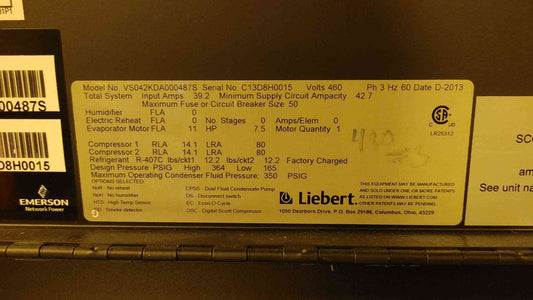 Model No. VS042KDA000487S Serial No. C13D8H0015 Volts 460 Ph 3 Hz 60 Date D-2013
Total System Input Amps 39.2 Minimum Supply Circuit Ampacity 42.7
Maximum Fuse or Circuit Breaker Size 50
Humidifier FLA 0
Electric Reheat FLA 0 No. Stages 0 Amps/Elem 0
Evaporator Motor FLA 11 HP 7.5 Motor Quantity 1
Compressor 1 RLA 14.1 LRA 80
Compressor 2 RLA 14.1 LRA 80
Refrigerant R-407C lbs/ckt1 12.2 lbs/ckt2 12.2 Factory Charged
Design Pressure PSIG High 364 Low 165
Maximum Operating Condenser Fluid Pressure 350 PSIG
OPTIONS SELECTED
NoR - No reheat CPSS - Dual Float Condensate Pump
NoH - No humidifier DS - Disconnect switch
HTS - High Temp Sensor EC - Econ-O-Cycle
SD - Smoke detector DSC - Digital Scroll Compressor
LR25312
THIS EQUIPMENT MAY BE MANUFACTURED
AND SOLD UNDER ONE OR MORE PATENTS
AS LISTED ON
WWW.LIEBERT.COM
Liebert.
1050 Dearborn Drive, P.O. Box 29186, Columbus, Ohio, 43229
000487S
D8H0015
EMERSON
Network Power
SC
am
See unit na